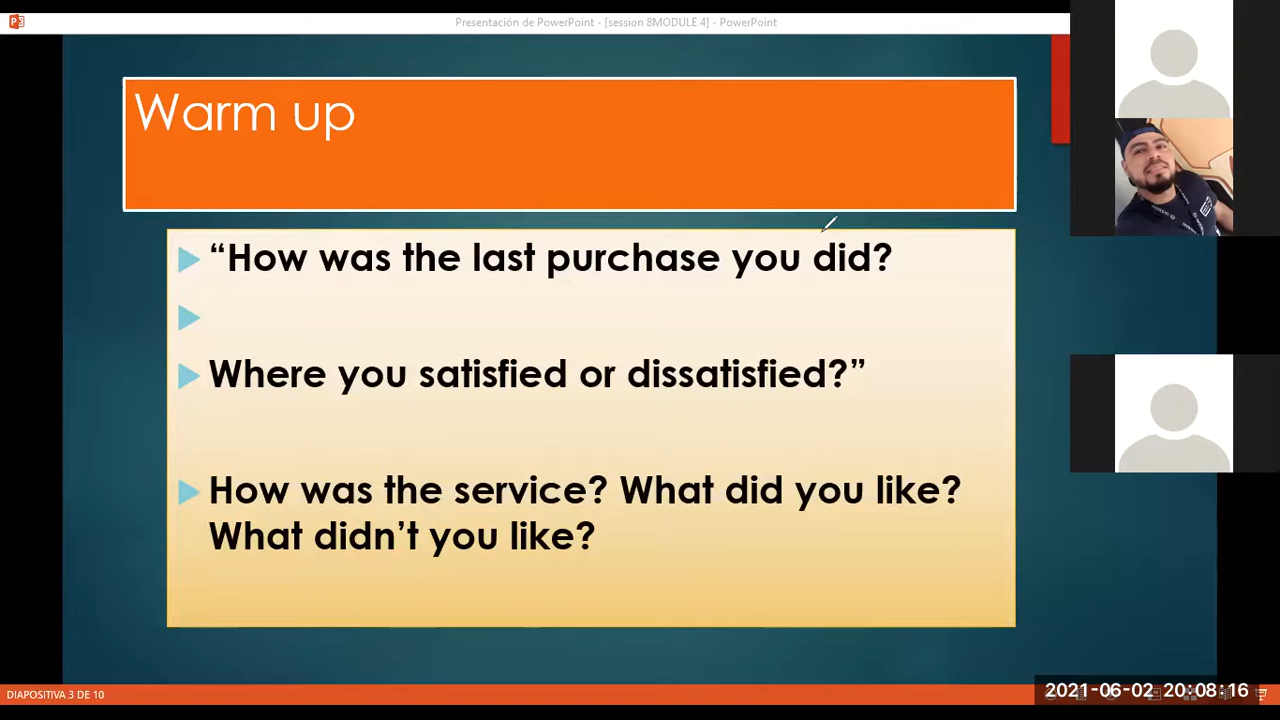 Presentación de PowerPoint - [session 8MODULE 4] - PowerPoint
Warm up
“How was the last purchase you did?
Where you satisfied or dissatisfied?”
How was the service? What did you like?
What didn’t you like?
DIAPOSITIVA 3 DE 10
2021-06-02 20:08:16